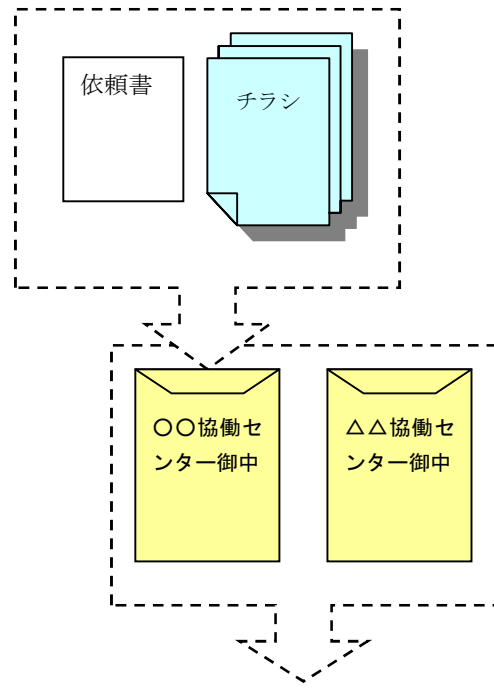 依頼書
チラシ
〇〇協働セ
ンター御中
△△協働セ
ンター御中